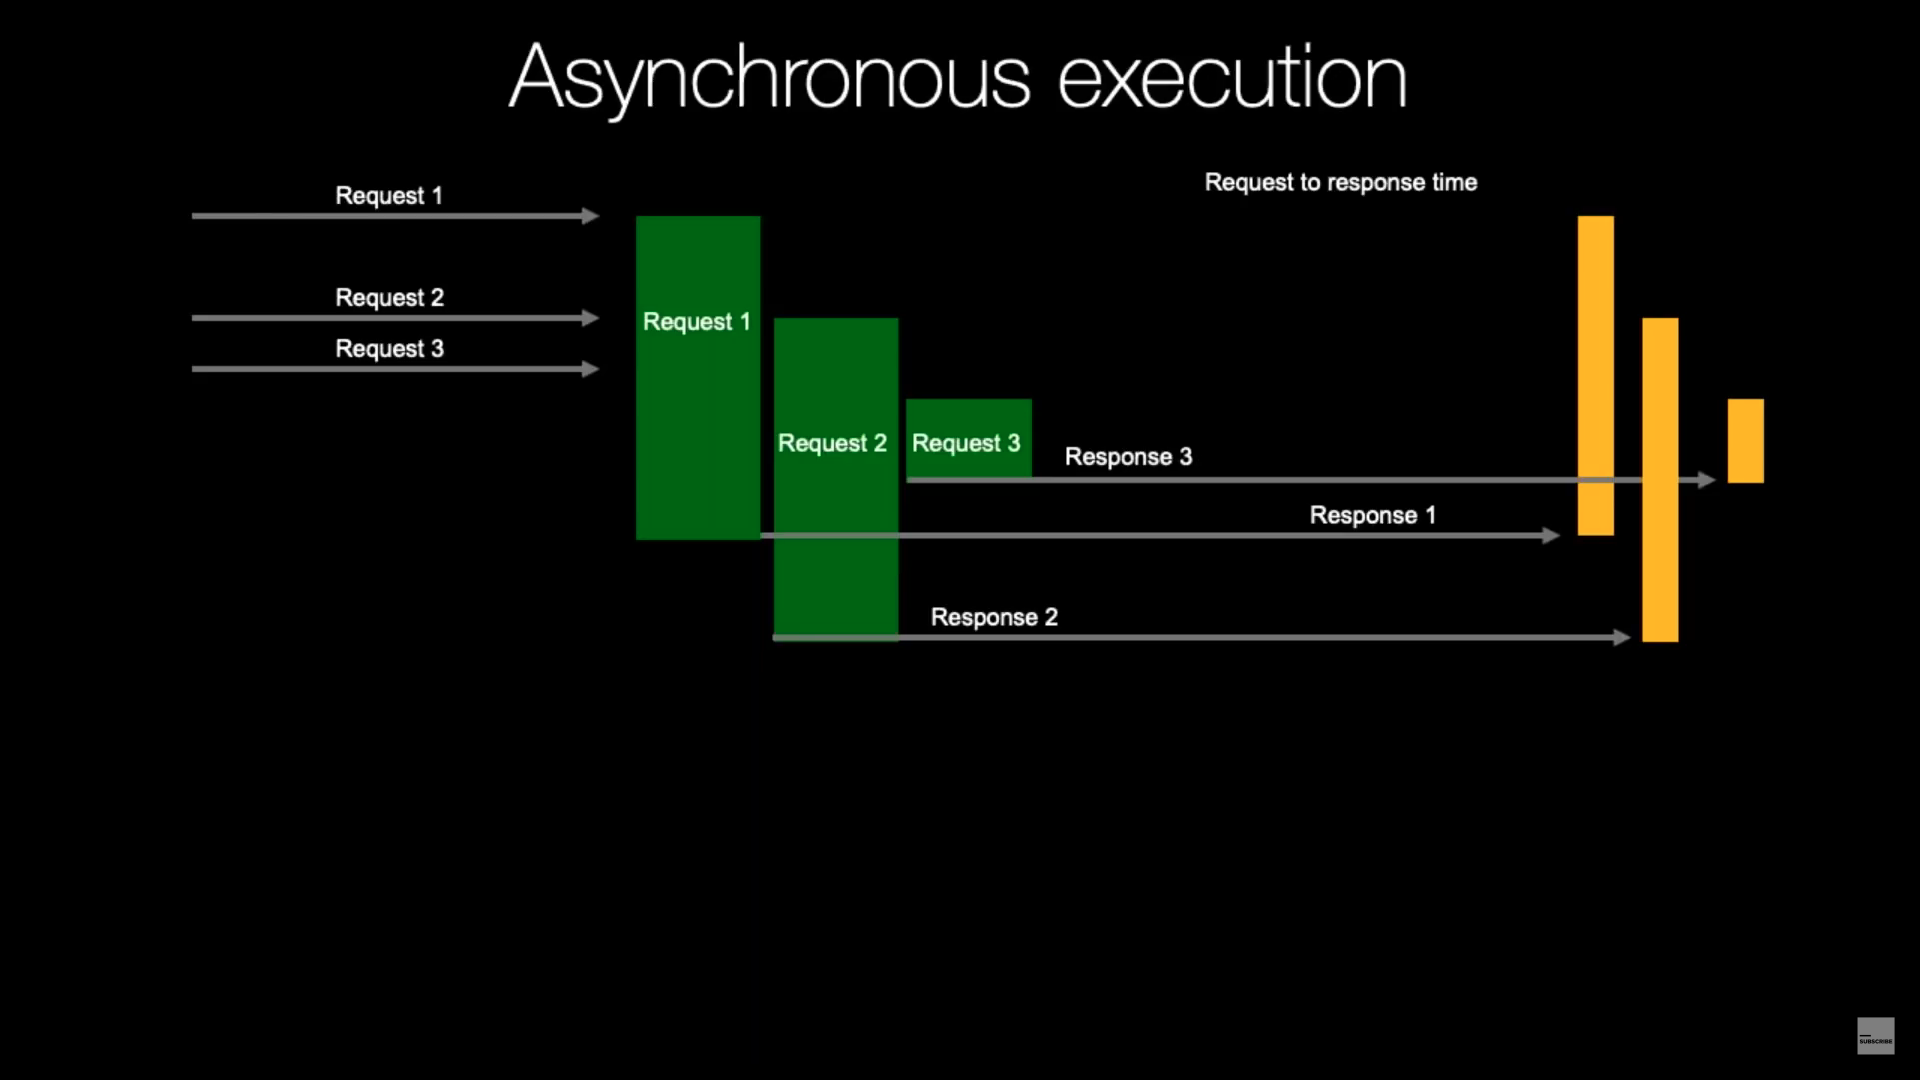 Asynchronous execution
Request to response time
Request 1
Request 2
Request 1
Request 3
Request 2
Request 3
Response 3
Response 1
Response 2
SUBSCRIBE